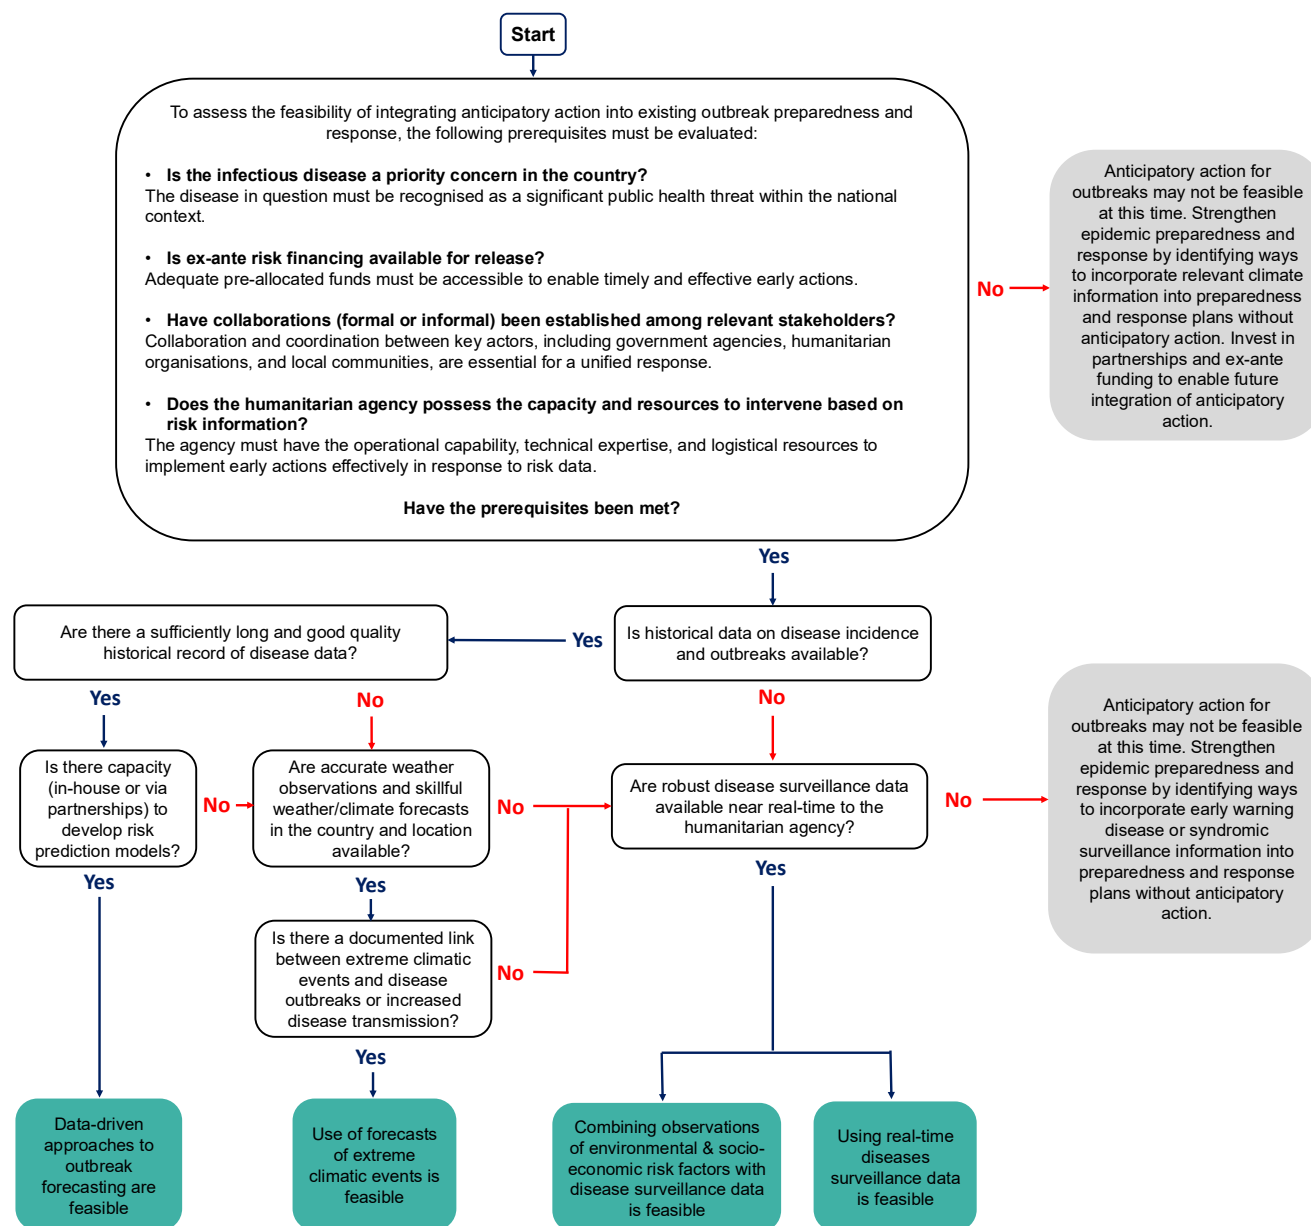 Start
To assess the feasibility of integrating anticipatory action into existing outbreak preparedness and
response, the following prerequisites must be evaluated:
• Is the infectious disease a priority concern in the country?
The disease in question must be recognised as a significant public health threat within the national
context.
• Is ex-ante risk financing available for release?
Adequate pre-allocated funds must be accessible to enable timely and effective early actions.
• Have collaborations (formal or informal) been established among relevant stakeholders?
Collaboration and coordination between key actors, including government agencies, humanitarian
organisations, and local communities, are essential for a unified response.
• Does the humanitarian agency possess the capacity and resources to intervene based on
risk information?
The agency must have the operational capability, technical expertise, and logistical resources to
implement early actions effectively in response to risk data.
Have the prerequisites been met?
No
Anticipatory action for
outbreaks may not be feasible
at this time. Strengthen
epidemic preparedness and
response by identifying ways
to incorporate relevant climate
information into preparedness
and response plans without
anticipatory action. Invest in
partnerships and ex-ante
funding to enable future
integration of anticipatory
action.
Yes
Is historical data on disease incidence
and outbreaks available?
Yes
Are there a sufficiently long and good quality
historical record of disease data?
Yes
No
No
Is there capacity
(in-house or via
partnerships) to
develop risk
prediction models?
No
Are accurate weather
observations and skillful
weather/climate forecasts
in the country and location
available?
No
Are robust disease surveillance data
available near real-time to the
humanitarian agency?
No
Anticipatory action for
outbreaks may not be feasible
at this time. Strengthen
epidemic preparedness and
response by identifying ways
to incorporate early warning
disease or syndromic
surveillance information into
preparedness and response
plans without anticipatory
action.
Yes
Yes
Yes
Is there a documented link
between extreme climatic
events and disease
outbreaks or increased
disease transmission?
No
Yes
Data-driven
approaches to
outbreak
forecasting are
feasible
Use of forecasts
of extreme
climatic events is
feasible
Combining observations
of environmental & socio-
economic risk factors with
disease surveillance data
is feasible
Using real-time
diseases
surveillance data
is feasible